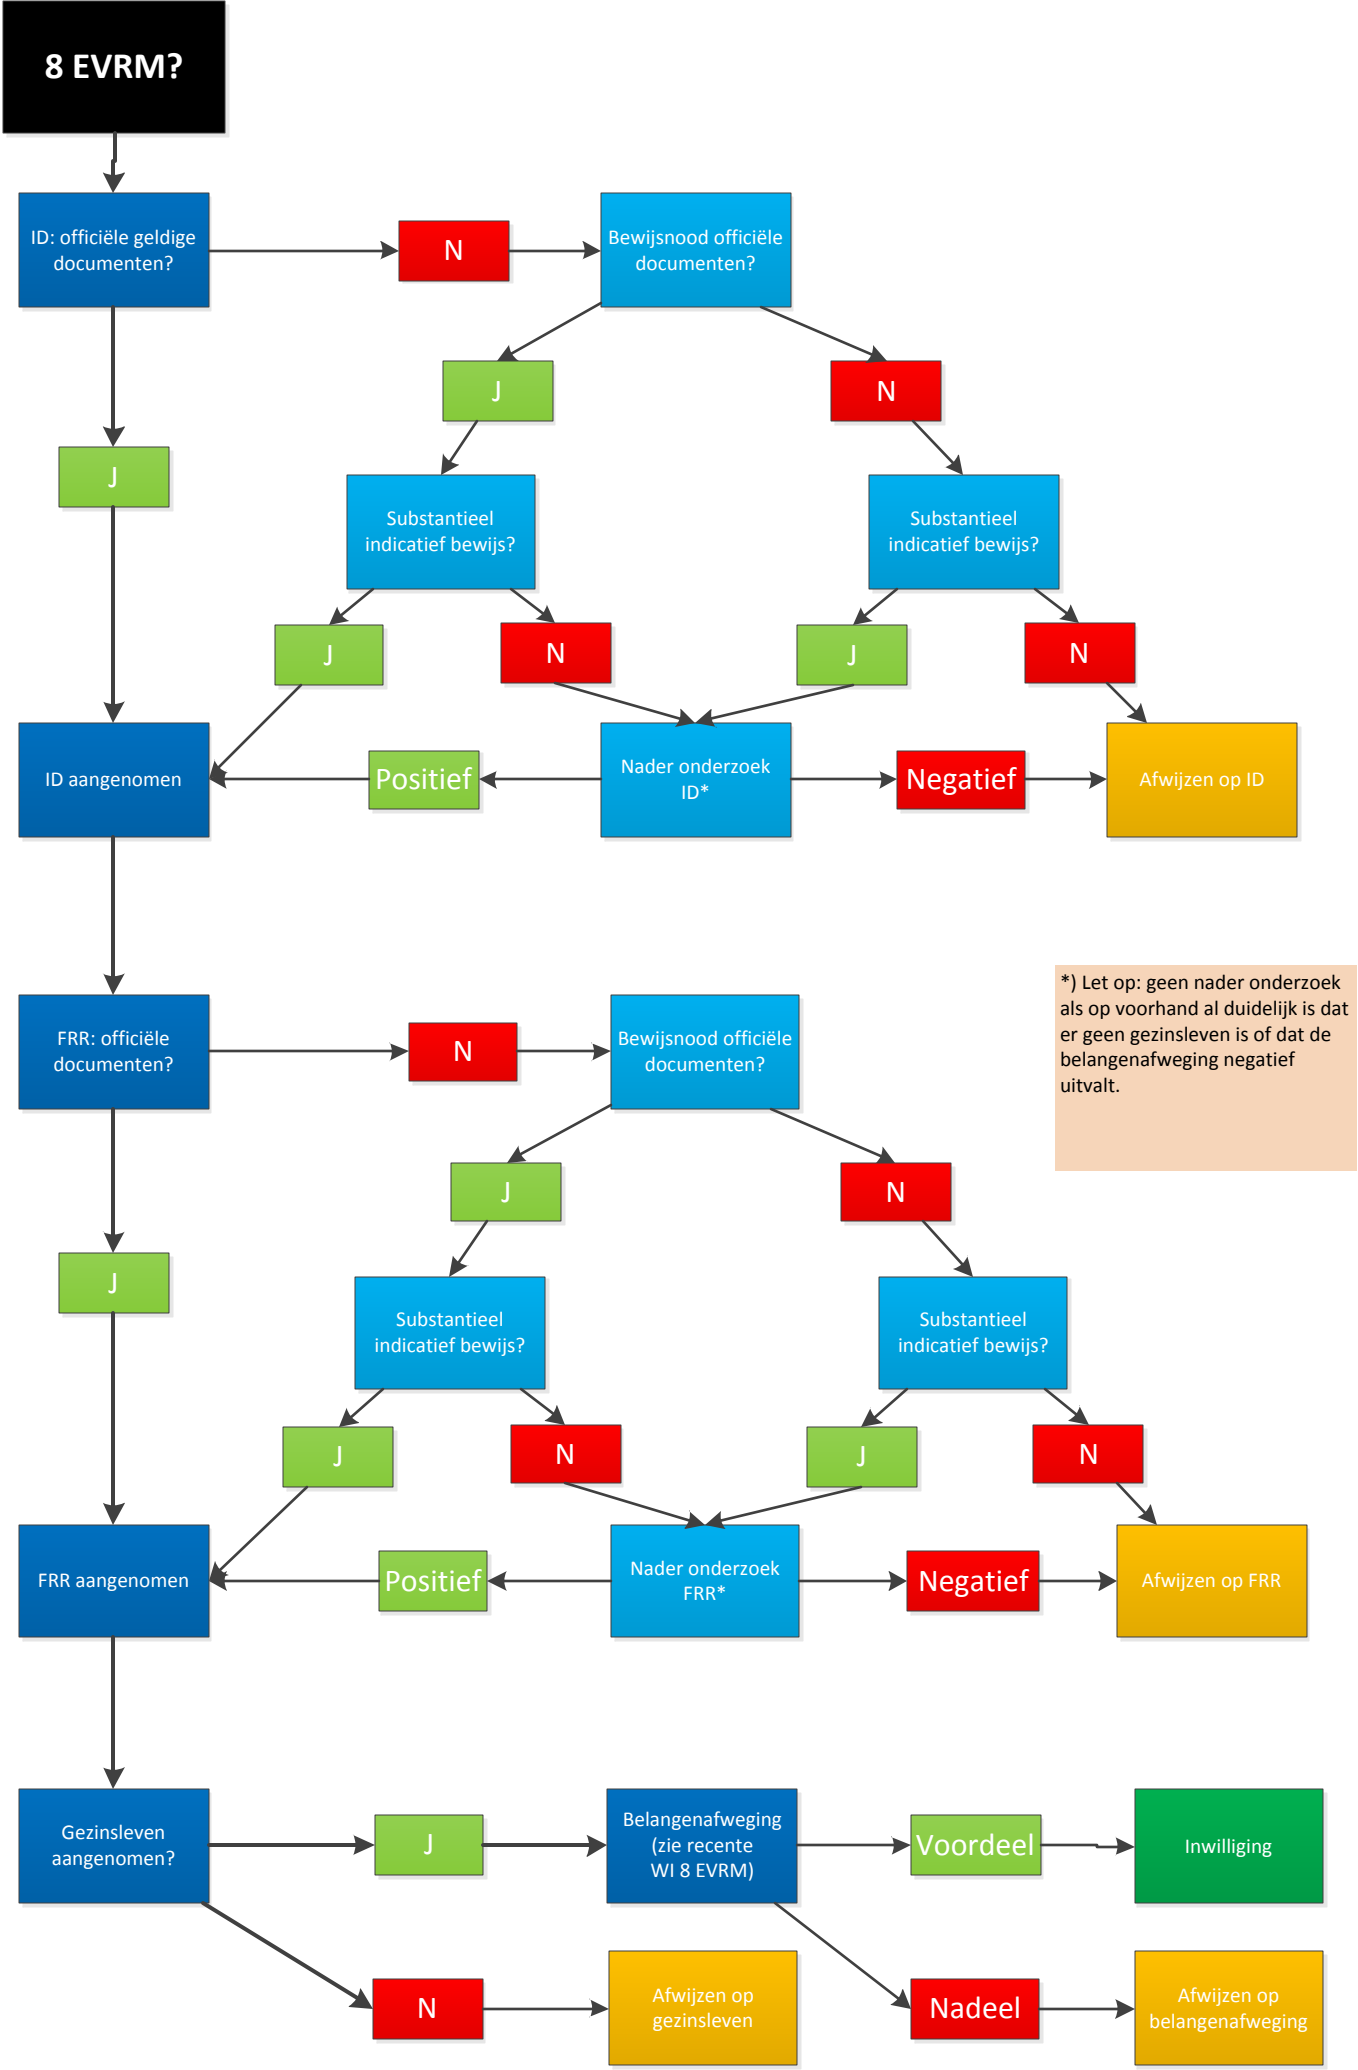 8 EVRM?
ID: officiële geldige
documenten?
N
Bewijsnood officiële
documenten?
J
N
J
Substantieel
indicatief bewijs?
Substantieel
indicatief bewijs?
J
N
J
N
ID aangenomen
Positief
Nader onderzoek
ID*
Negatief
Afwijzen op ID
*) Let op: geen nader onderzoek
als op voorhand al duidelijk is dat
er geen gezinsleven is of dat de
belangenafweging negatief
uitvalt.
FRR: officiële
documenten?
N
Bewijsnood officiële
documenten?
J
N
J
Substantieel
indicatief bewijs?
Substantieel
indicatief bewijs?
J
N
J
N
FRR aangenomen
Positief
Nader onderzoek
FRR*
Negatief
Afwijzen op FRR
Gezinsleven
aangenomen?
J
Belangenafweging
(zie recente
WI 8 EVRM)
Voordeel
Inwilliging
N
Afwijzen op
gezinsleven
Nadeel
Afwijzen op
belangenafweging